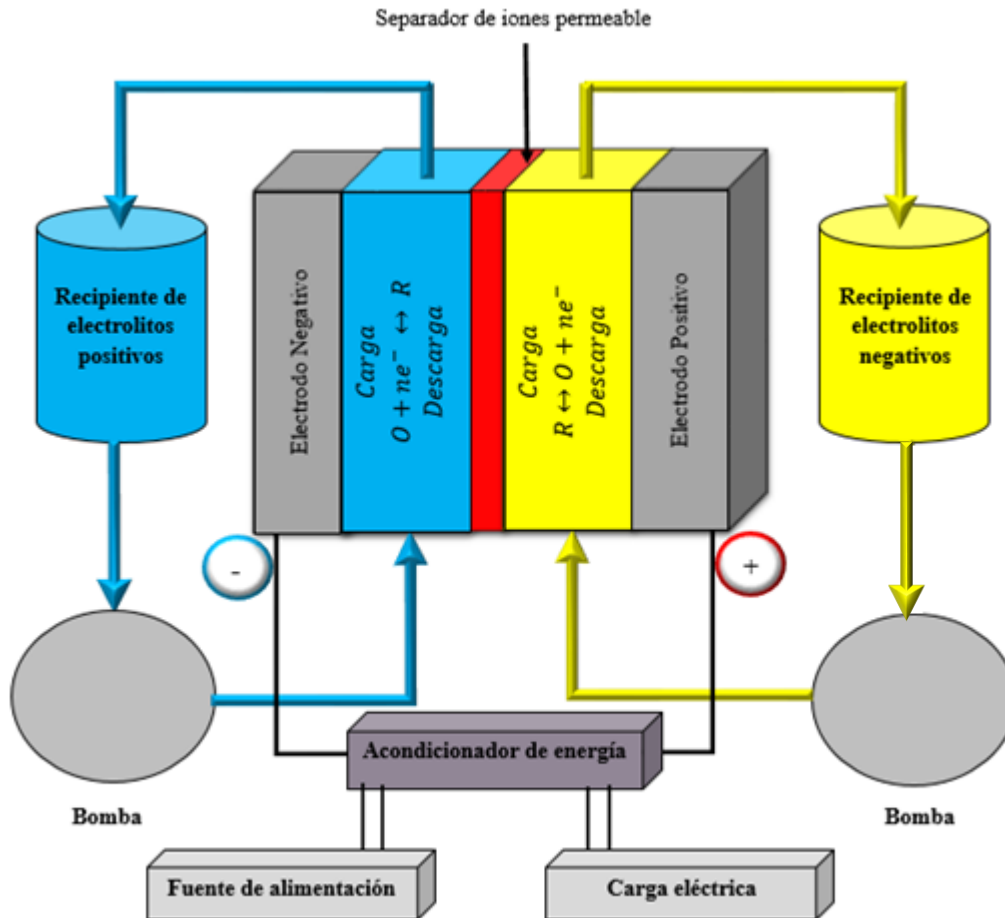 Separador de iones permeable
Recipiente de
electrolitos
positivos
Electrodo Negativo
Carga
O + ne⁻ ↔ R
Descarga
Carga
R ↔ O + ne⁻
Descarga
Electrodo Positivo
Recipiente de
electrolitos
negativos
-
+
Bomba
Acondicionador de energía
Bomba
Fuente de alimentación
Carga eléctrica